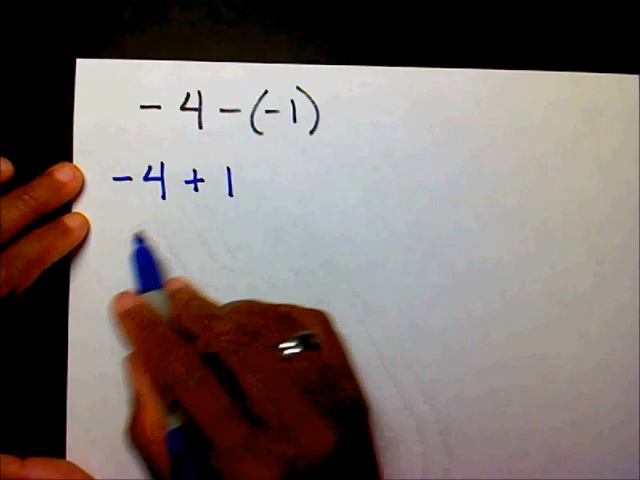 - 4 - (- 1)
- 4 + 1